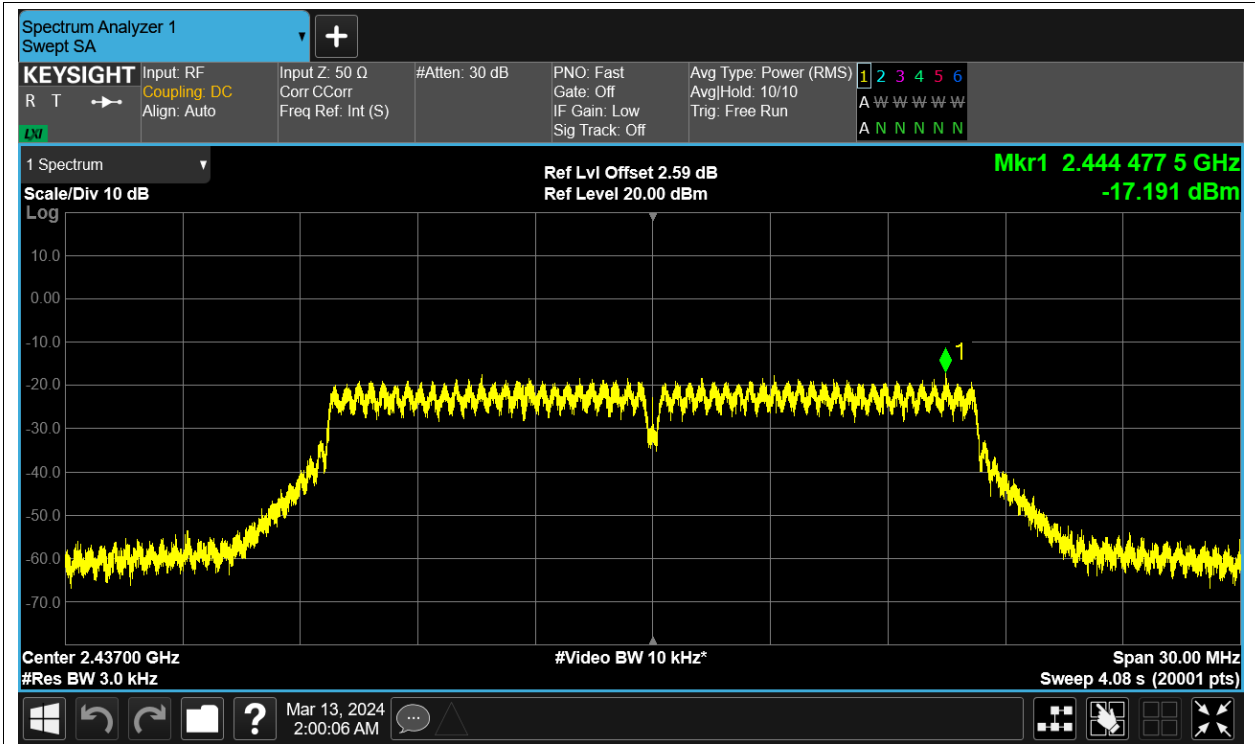 Spectrum Analyzer 1
Swept SA
+
KEYSIGHT
R T
LXI
Input: RF
Coupling: DC
Align: Auto
Input Z: 50 Ω
Corr CCorr
Freq Ref: Int (S)
#Atten: 30 dB
PNO: Fast
Gate: Off
IF Gain: Low
Sig Track: Off
Avg Type: Power (RMS)
Avg|Hold: 10/10
Trig: Free Run
1 2 3 4 5 6
A W W W W W
A N N N N N
1 Spectrum
Scale/Div 10 dB
Log
Ref Lvl Offset 2.59 dB
Ref Level 20.00 dBm
Mkr1 2.444 477 5 GHz
-17.191 dBm
10.0
0.00
-10.0
-20.0
-30.0
-40.0
-50.0
-60.0
-70.0
1
Center 2.43700 GHz
#Res BW 3.0 kHz
#Video BW 10 kHz*
Span 30.00 MHz
Sweep 4.08 s (20001 pts)
?
Mar 13, 2024
2:00:06 AM